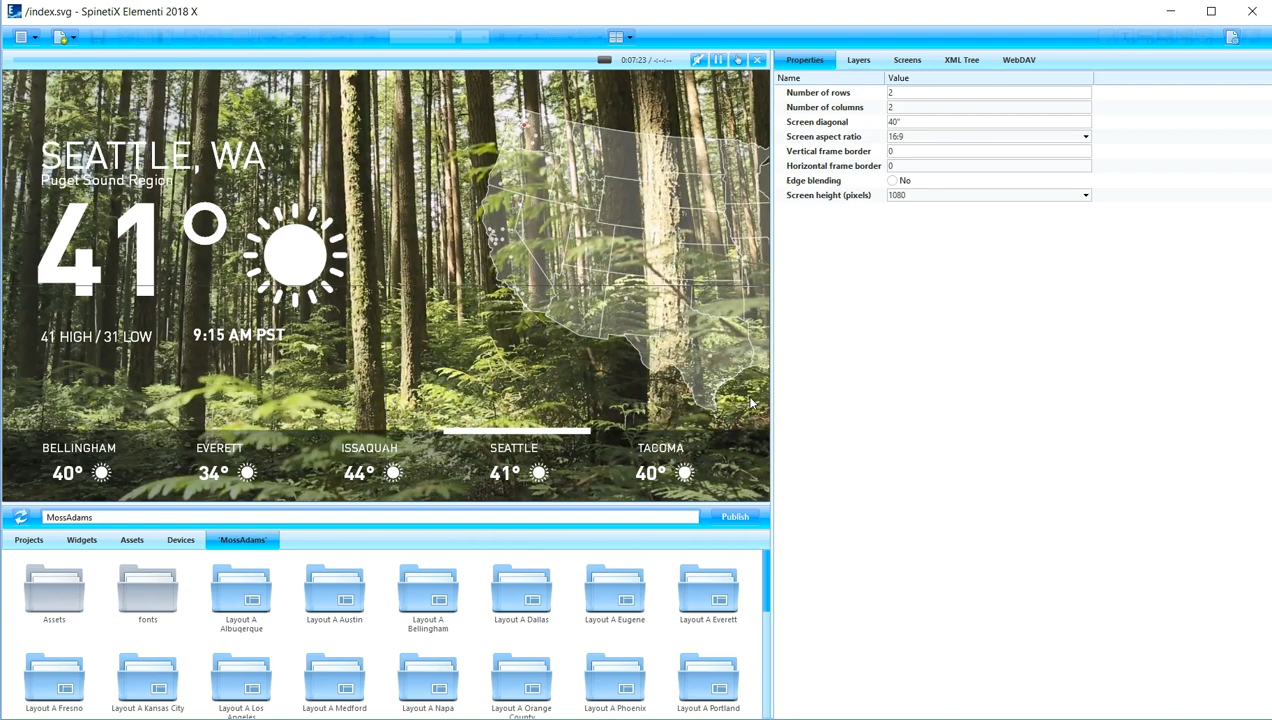 /index.svg - SpinetiX Elementi 2018 X
0:07:23 / -:--:--
SEATTLE, WA
Puget Sound Region
41°
41 HIGH / 31 LOW
9:15 AM PST
BELLINGHAM
40°
EVERETT
34°
ISSAQUAH
44°
SEATTLE
41°
TACOMA
40°
MossAdams
Publish
Projects
Widgets
Assets
Devices
'MossAdams'
Assets
fonts
Layout A
Albuqerque
Layout A Austin
Layout A
Bellingham
Layout A Dallas
Layout A Eugene
Layout A Everett
Layout A Fresno
Layout A Kansas City
Layout A Los
Angeles
Layout A Medford
Layout A Napa
Layout A Orange
County
Layout A Phoenix
Layout A Portland
Properties
Layers
Screens
XML Tree
WebDAV
Name Value
Number of rows 2
Number of columns 2
Screen diagonal 40"
Screen aspect ratio 16:9
Vertical frame border 0
Horizontal frame border 0
Edge blending No
Screen height (pixels) 1080